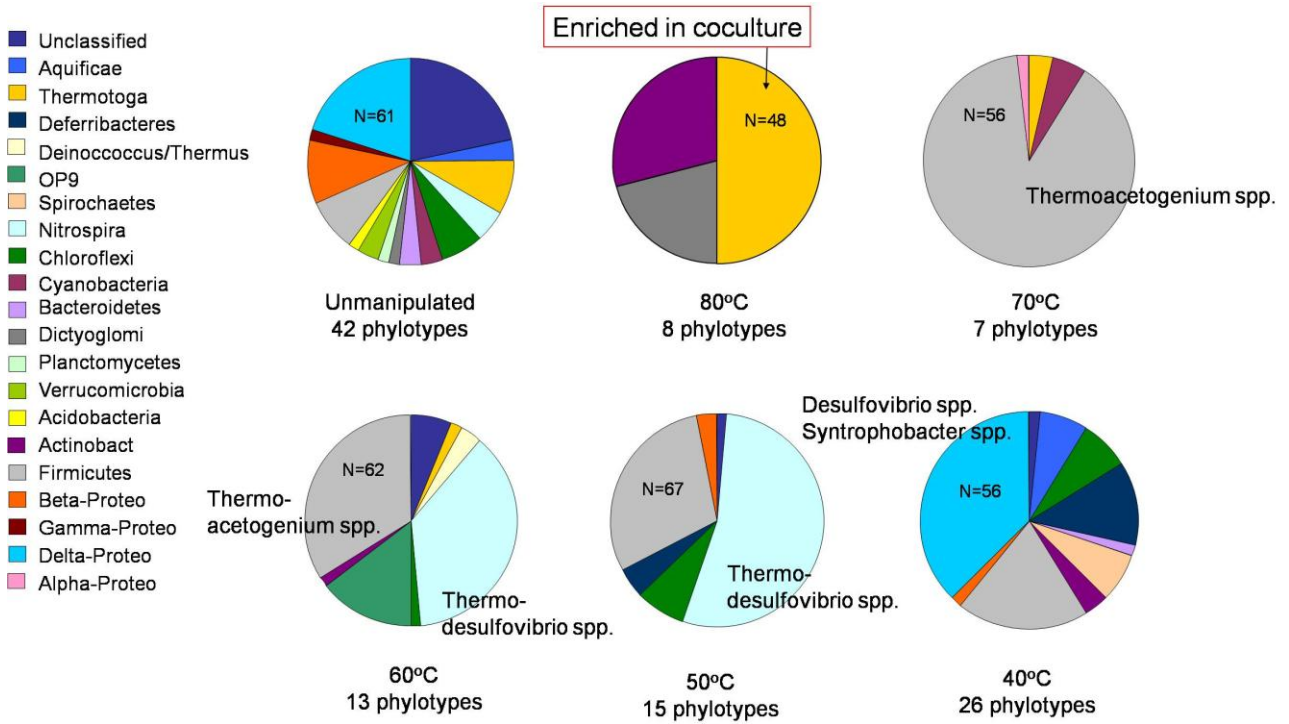 Enriched in coculture
Unclassified
Aquificae
Thermotoga
Deferribacteres
Deinoccoccus/Thermus
OP9
Spirochaetes
Nitrospira
Chloroflexi
Cyanobacteria
Bacteroidetes
Dictyoglomi
Planctomycetes
Verrucomicrobia
Acidobacteria
Actinobact
Firmicutes
Beta-Proteo
Gamma-Proteo
Delta-Proteo
Alpha-Proteo
N=61
Unmanipulated
42 phylotypes
N=48
80°C
8 phylotypes
N=56
Thermoacetogenium spp.
70°C
7 phylotypes
N=62
Thermo-
acetogenium spp.
Thermo-
desulfovibrio spp.
60°C
13 phylotypes
N=67
Thermo-
desulfovibrio spp.
50°C
15 phylotypes
Desulfovibrio spp.
Syntrophobacter spp.
N=56
40°C
26 phylotypes